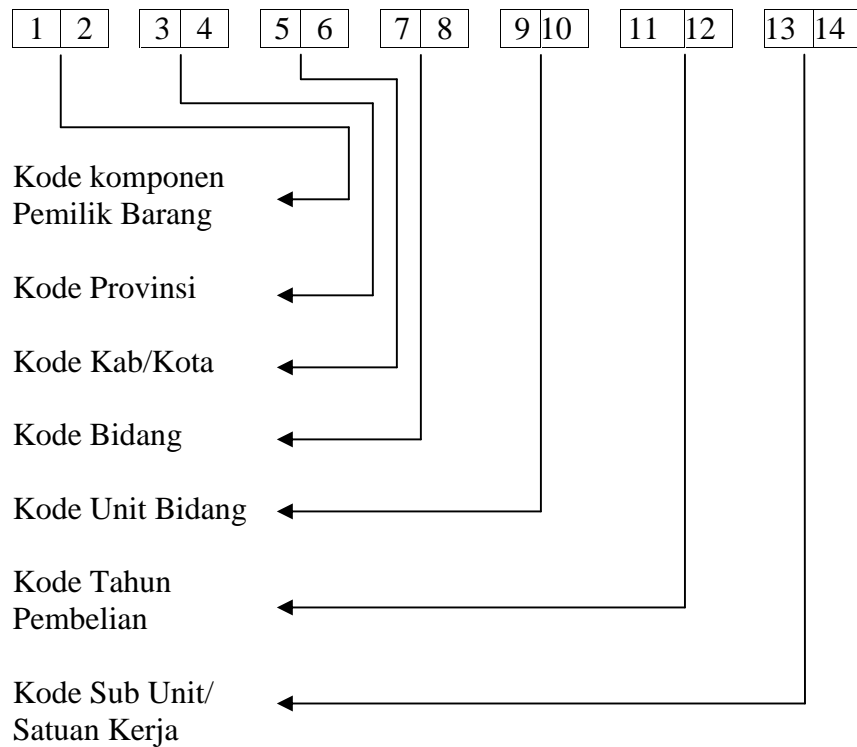 1 2 3 4 5 6 7 8 9 10 11 12 13 14
Kode komponen
Pemilik Barang
Kode Provinsi
Kode Kab/Kota
Kode Bidang
Kode Unit Bidang
Kode Tahun
Pembelian
Kode Sub Unit/
Satuan Kerja